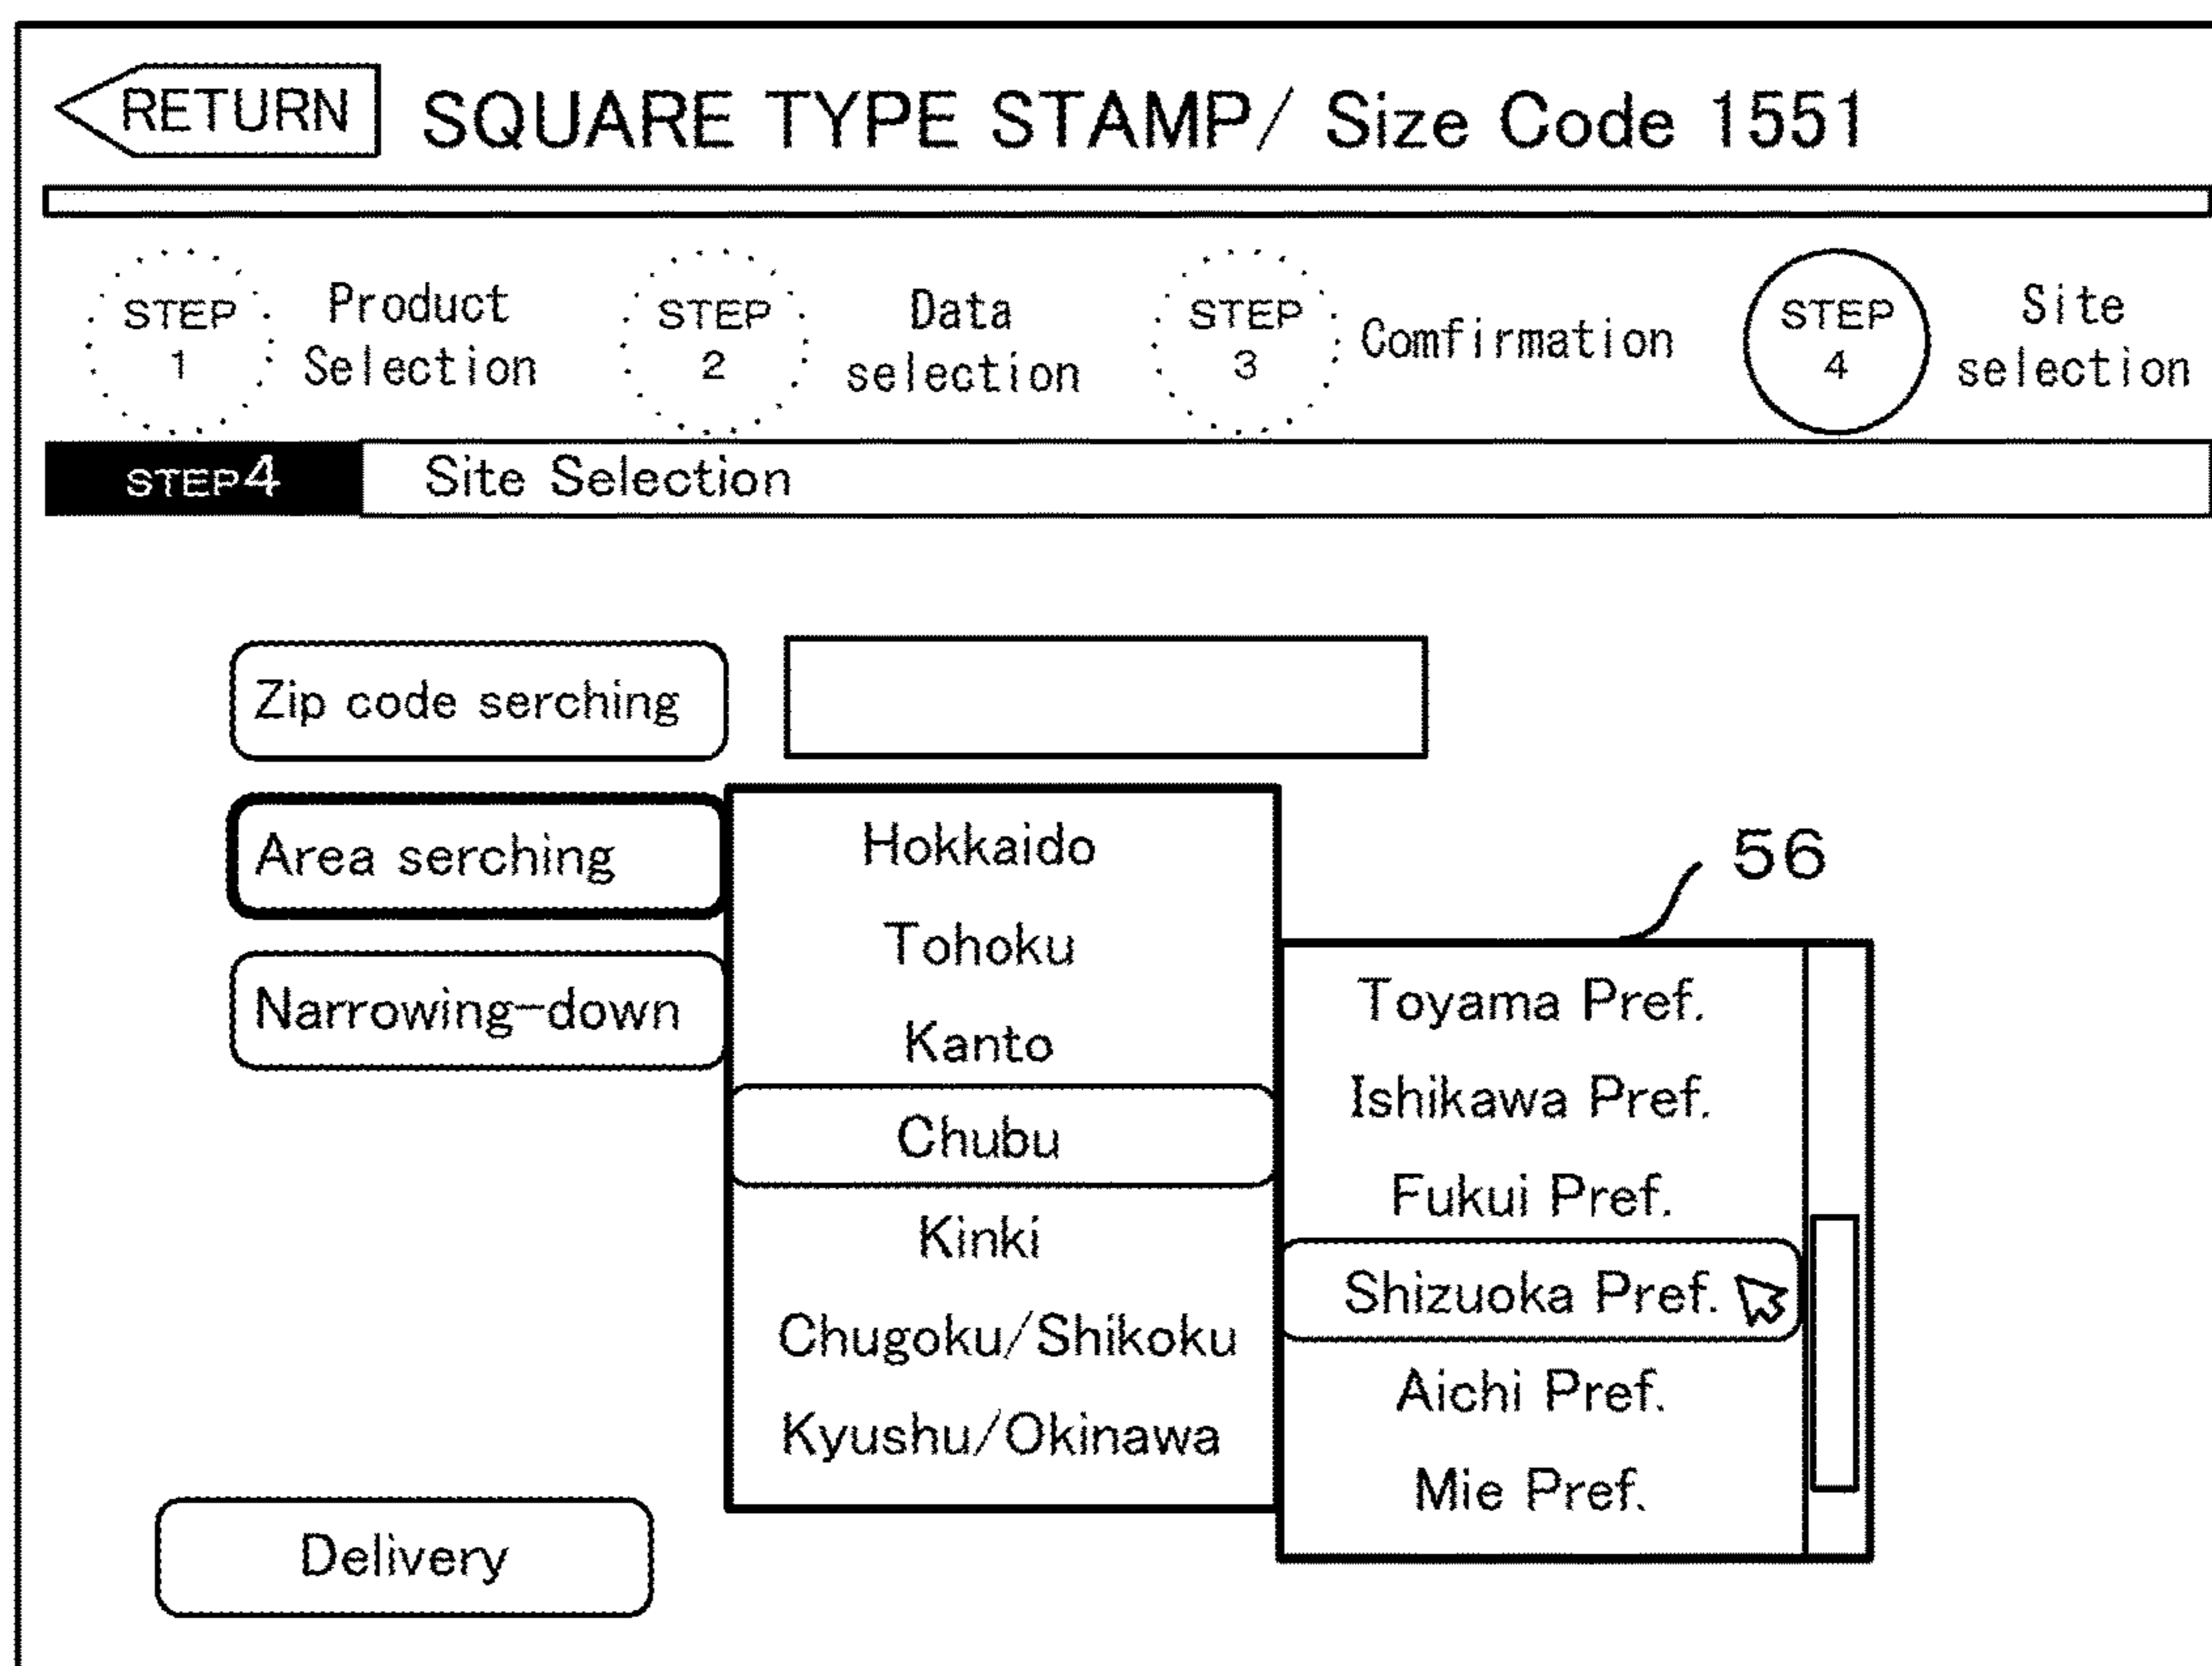 RETURN
SQUARE TYPE STAMP/ Size Code 1551
STEP
1
Product
Selection
STEP
2
Data
selection
STEP
3
Comfirmation
STEP
4
Site
selection
STEP4
Site Selection
Zip code serching
Area serching
Narrowing-down
Hokkaido
Tohoku
Kanto
Chubu
Kinki
Chugoku/Shikoku
Kyushu/Okinawa
56
Toyama Pref.
Ishikawa Pref.
Fukui Pref.
Shizuoka Pref.
Aichi Pref.
Mie Pref.
Delivery